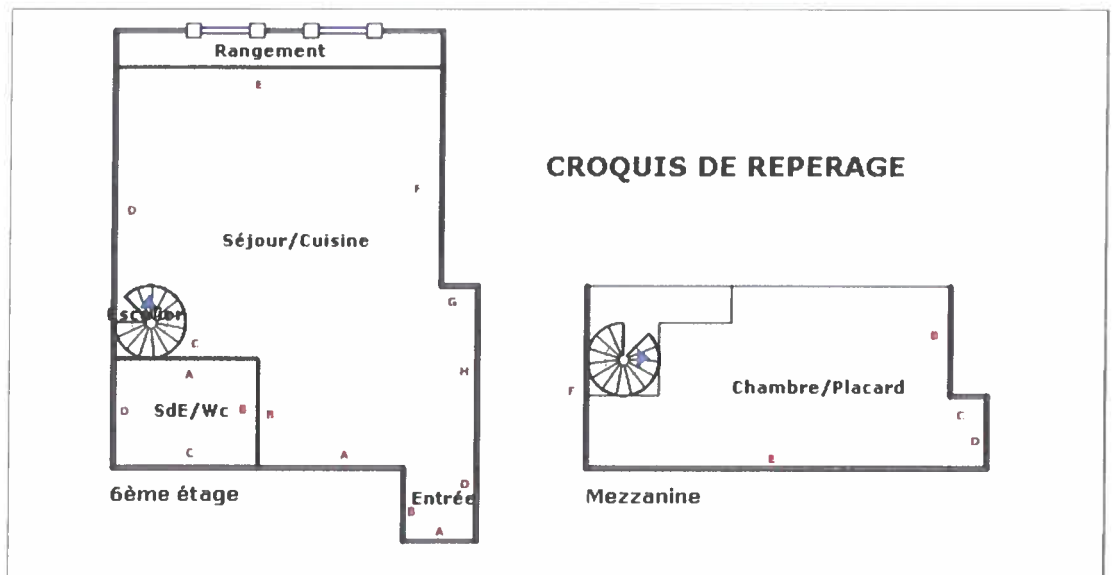 Rangement
E
CROQUIS DE REPERAGE
F
D
Séjour/Cuisine
G
Escalier
C
B
A
H
Chambre/Placard
F
D
SdE/Wc
B
B
C
D
C
A
E
D
6ème étage
Entrée
Mezzanine
B
A